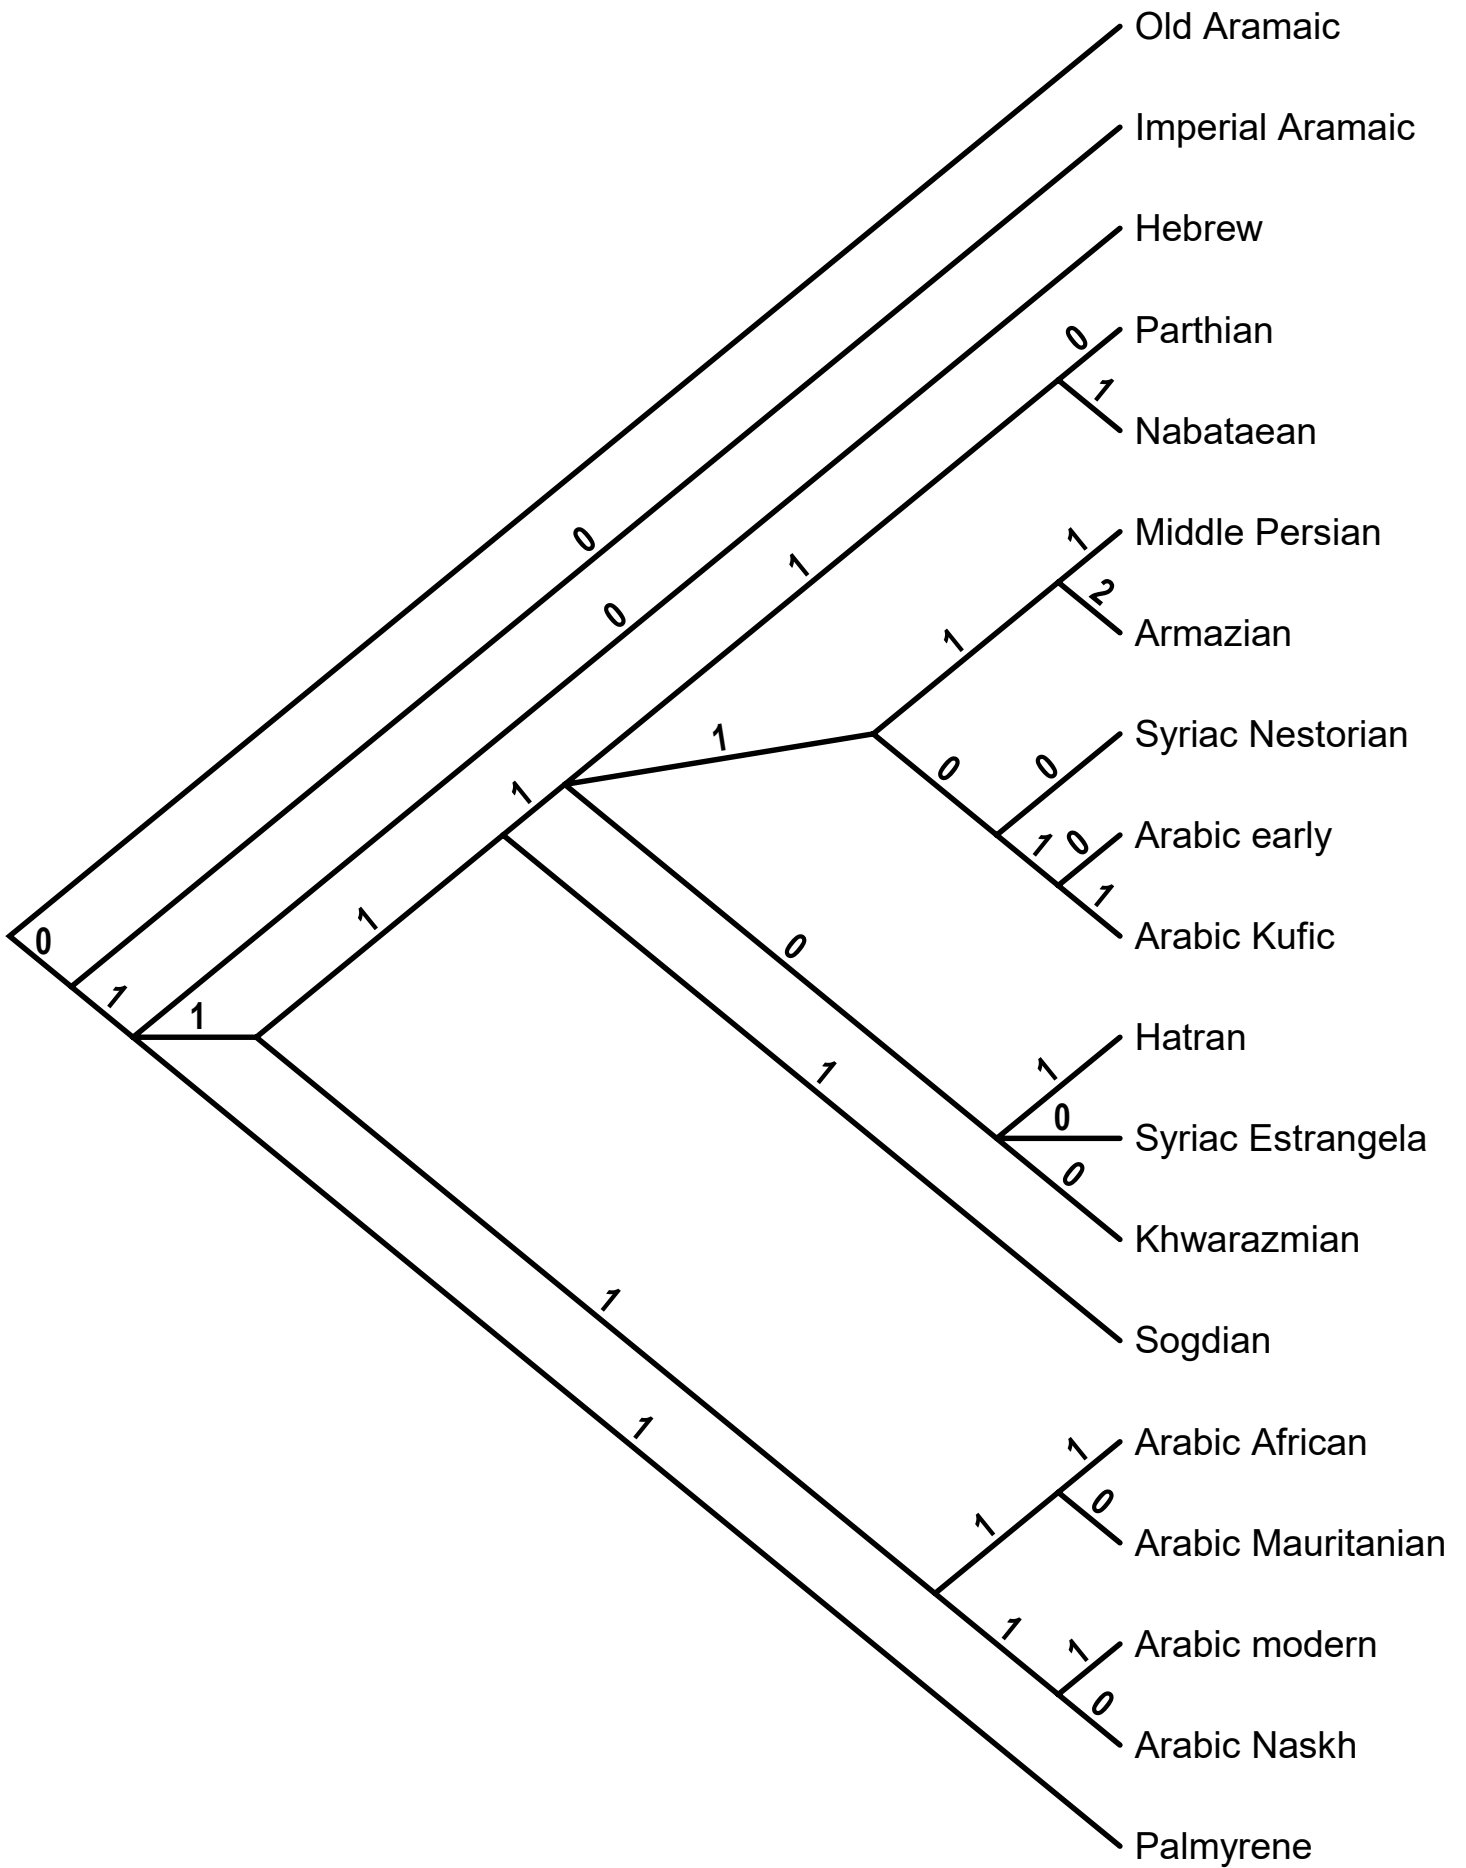 Old Aramaic
Imperial Aramaic
Hebrew
0 Parthian
1 Nabataean
0
1 Middle Persian
1
2 Armazian
0
1
1 Syriac Nestorian
0 0
1 0 Arabic early
1
1 Arabic Kufic
1
0
0
1 Hatran
1
1
0 Syriac Estrangela
1
0 Khwarazmian
1
Sogdian
1
1 Arabic African
0
1 Arabic Mauritanian
1 1 Arabic modern
0
Arabic Naskh
Palmyrene